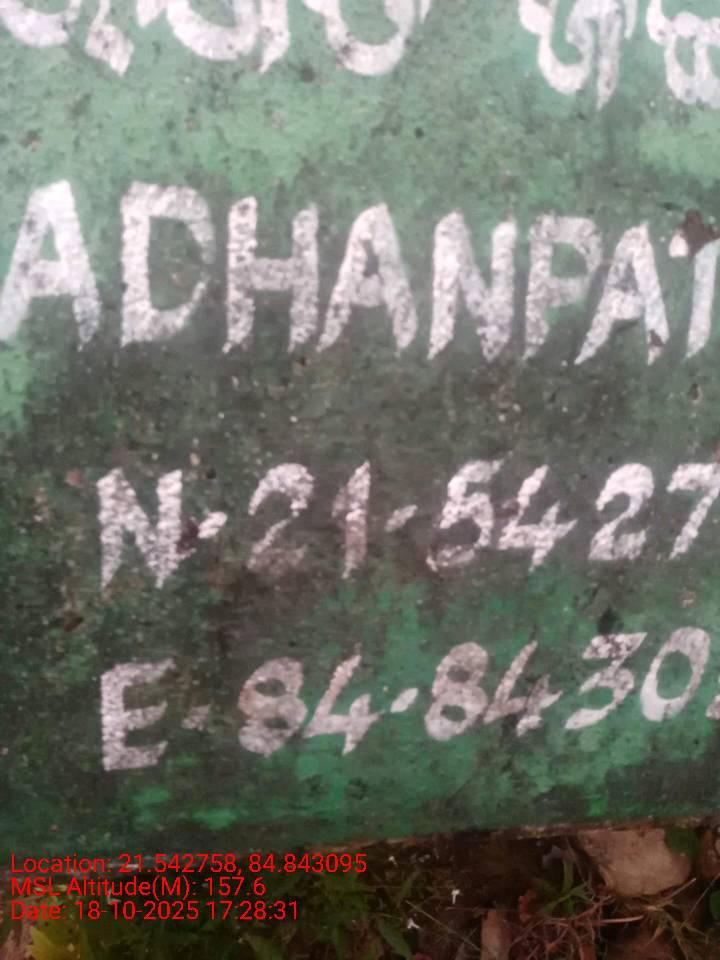 ADHANPAT
N-21-5427
E-84-8430
Location: 21.542758, 84.843095
MSL Altitude(M): 157.6
Date: 18-10-2025 17:28:31